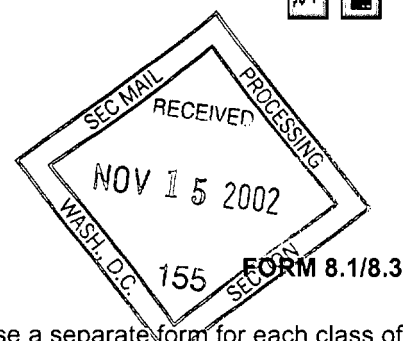 SEC MAIL PROCESSING
RECEIVED
NOV 15 2002
WASH., D.C.
155
SECTION
FORM 8.1/8.3
se a separate form for each class of